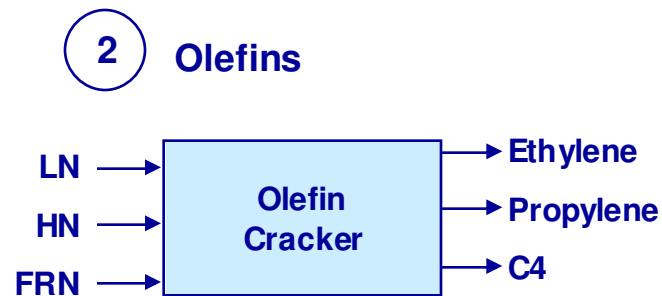 2
Olefins
LN
HN
FRN
Olefin
Cracker
Ethylene
Propylene
C4